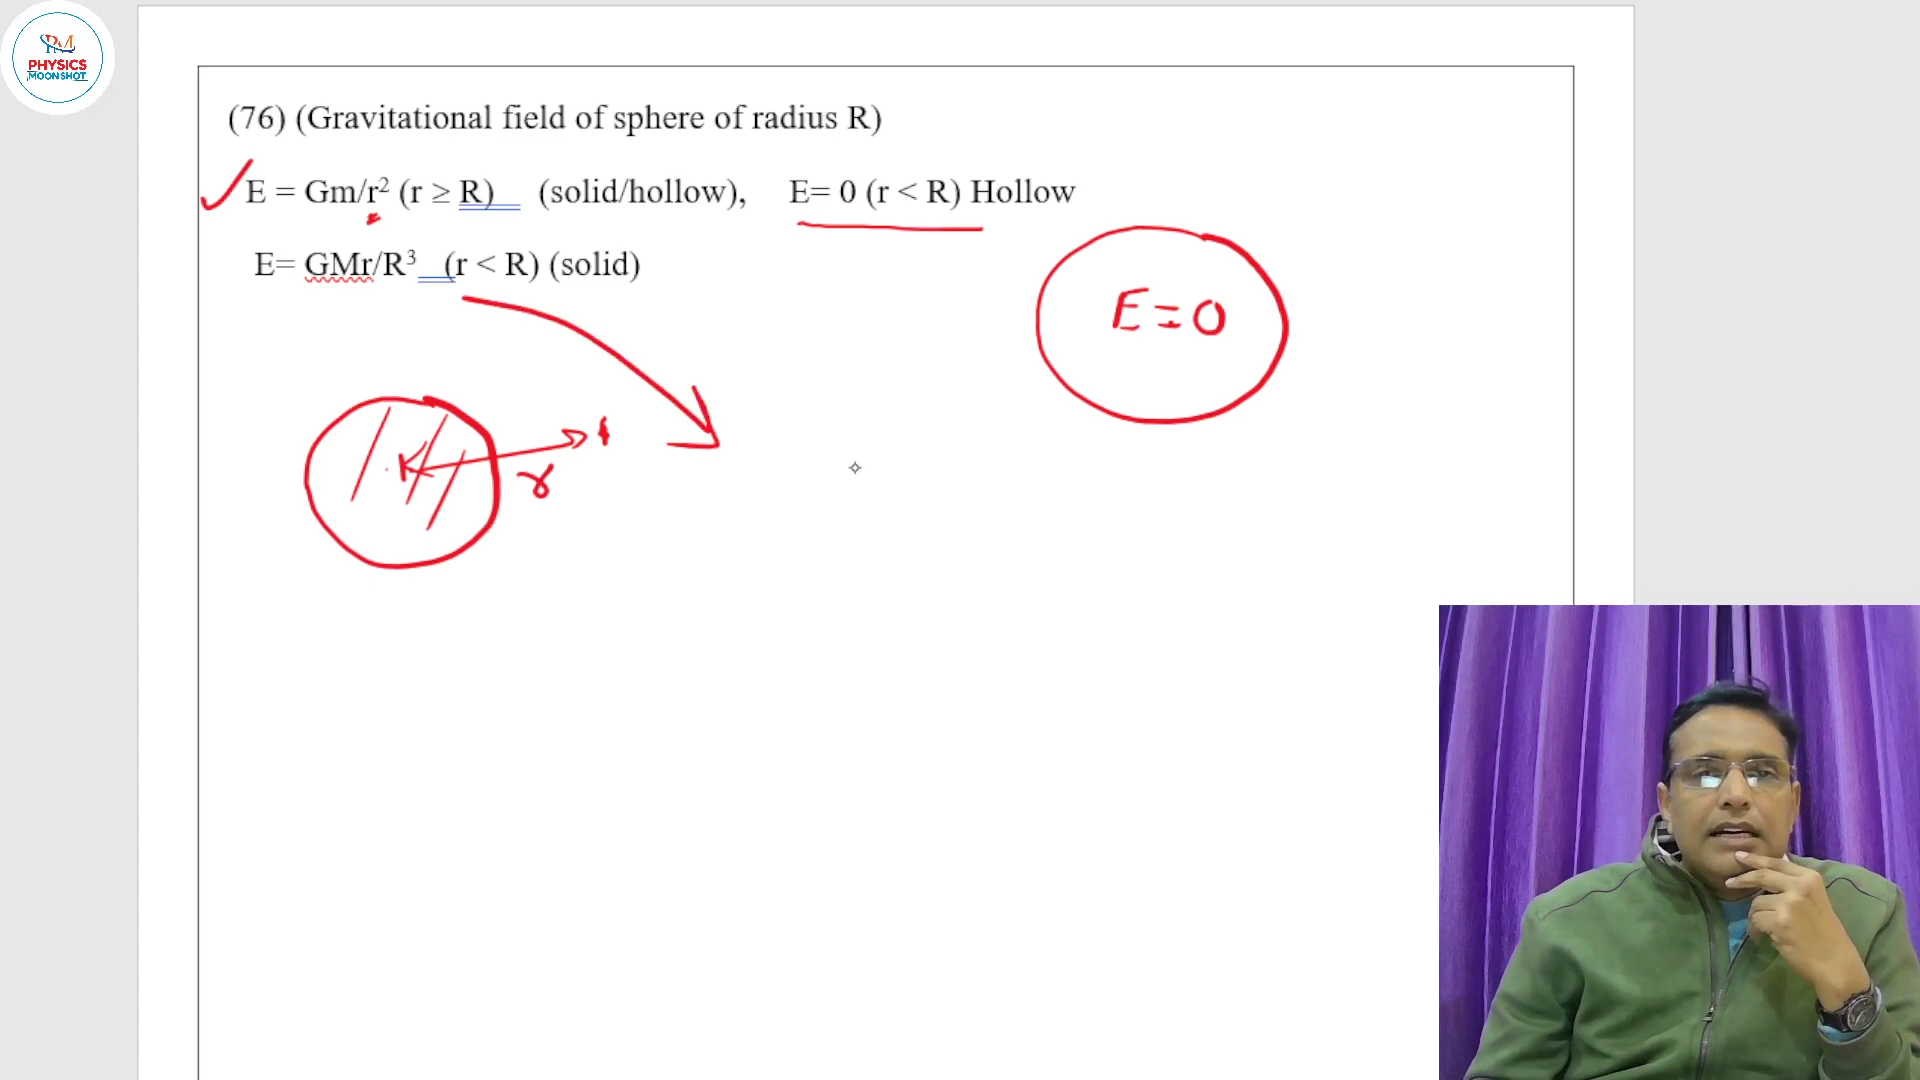 PM
PHYSICS
MOONSHOT
(76) (Gravitational field of sphere of radius R)
E = Gm/r² (r ≥ R) (solid/hollow), E= 0 (r < R) Hollow
E= GMr/R³ (r < R) (solid)
E = 0
r